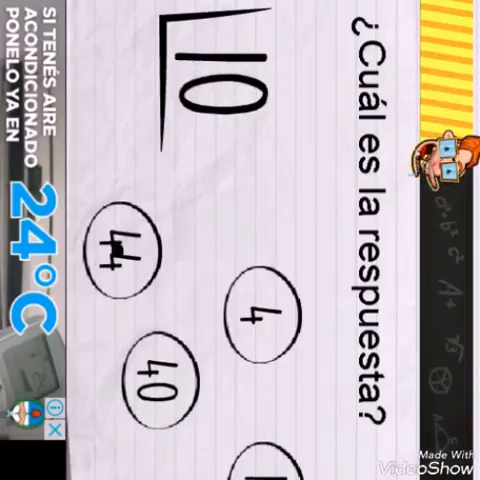 ¿Cuál es la respuesta?
10
4
44
40
SI TENÉS AIRE
ACONDICIONADO
PONELO YA EN
24°C
Made With
VideoShow